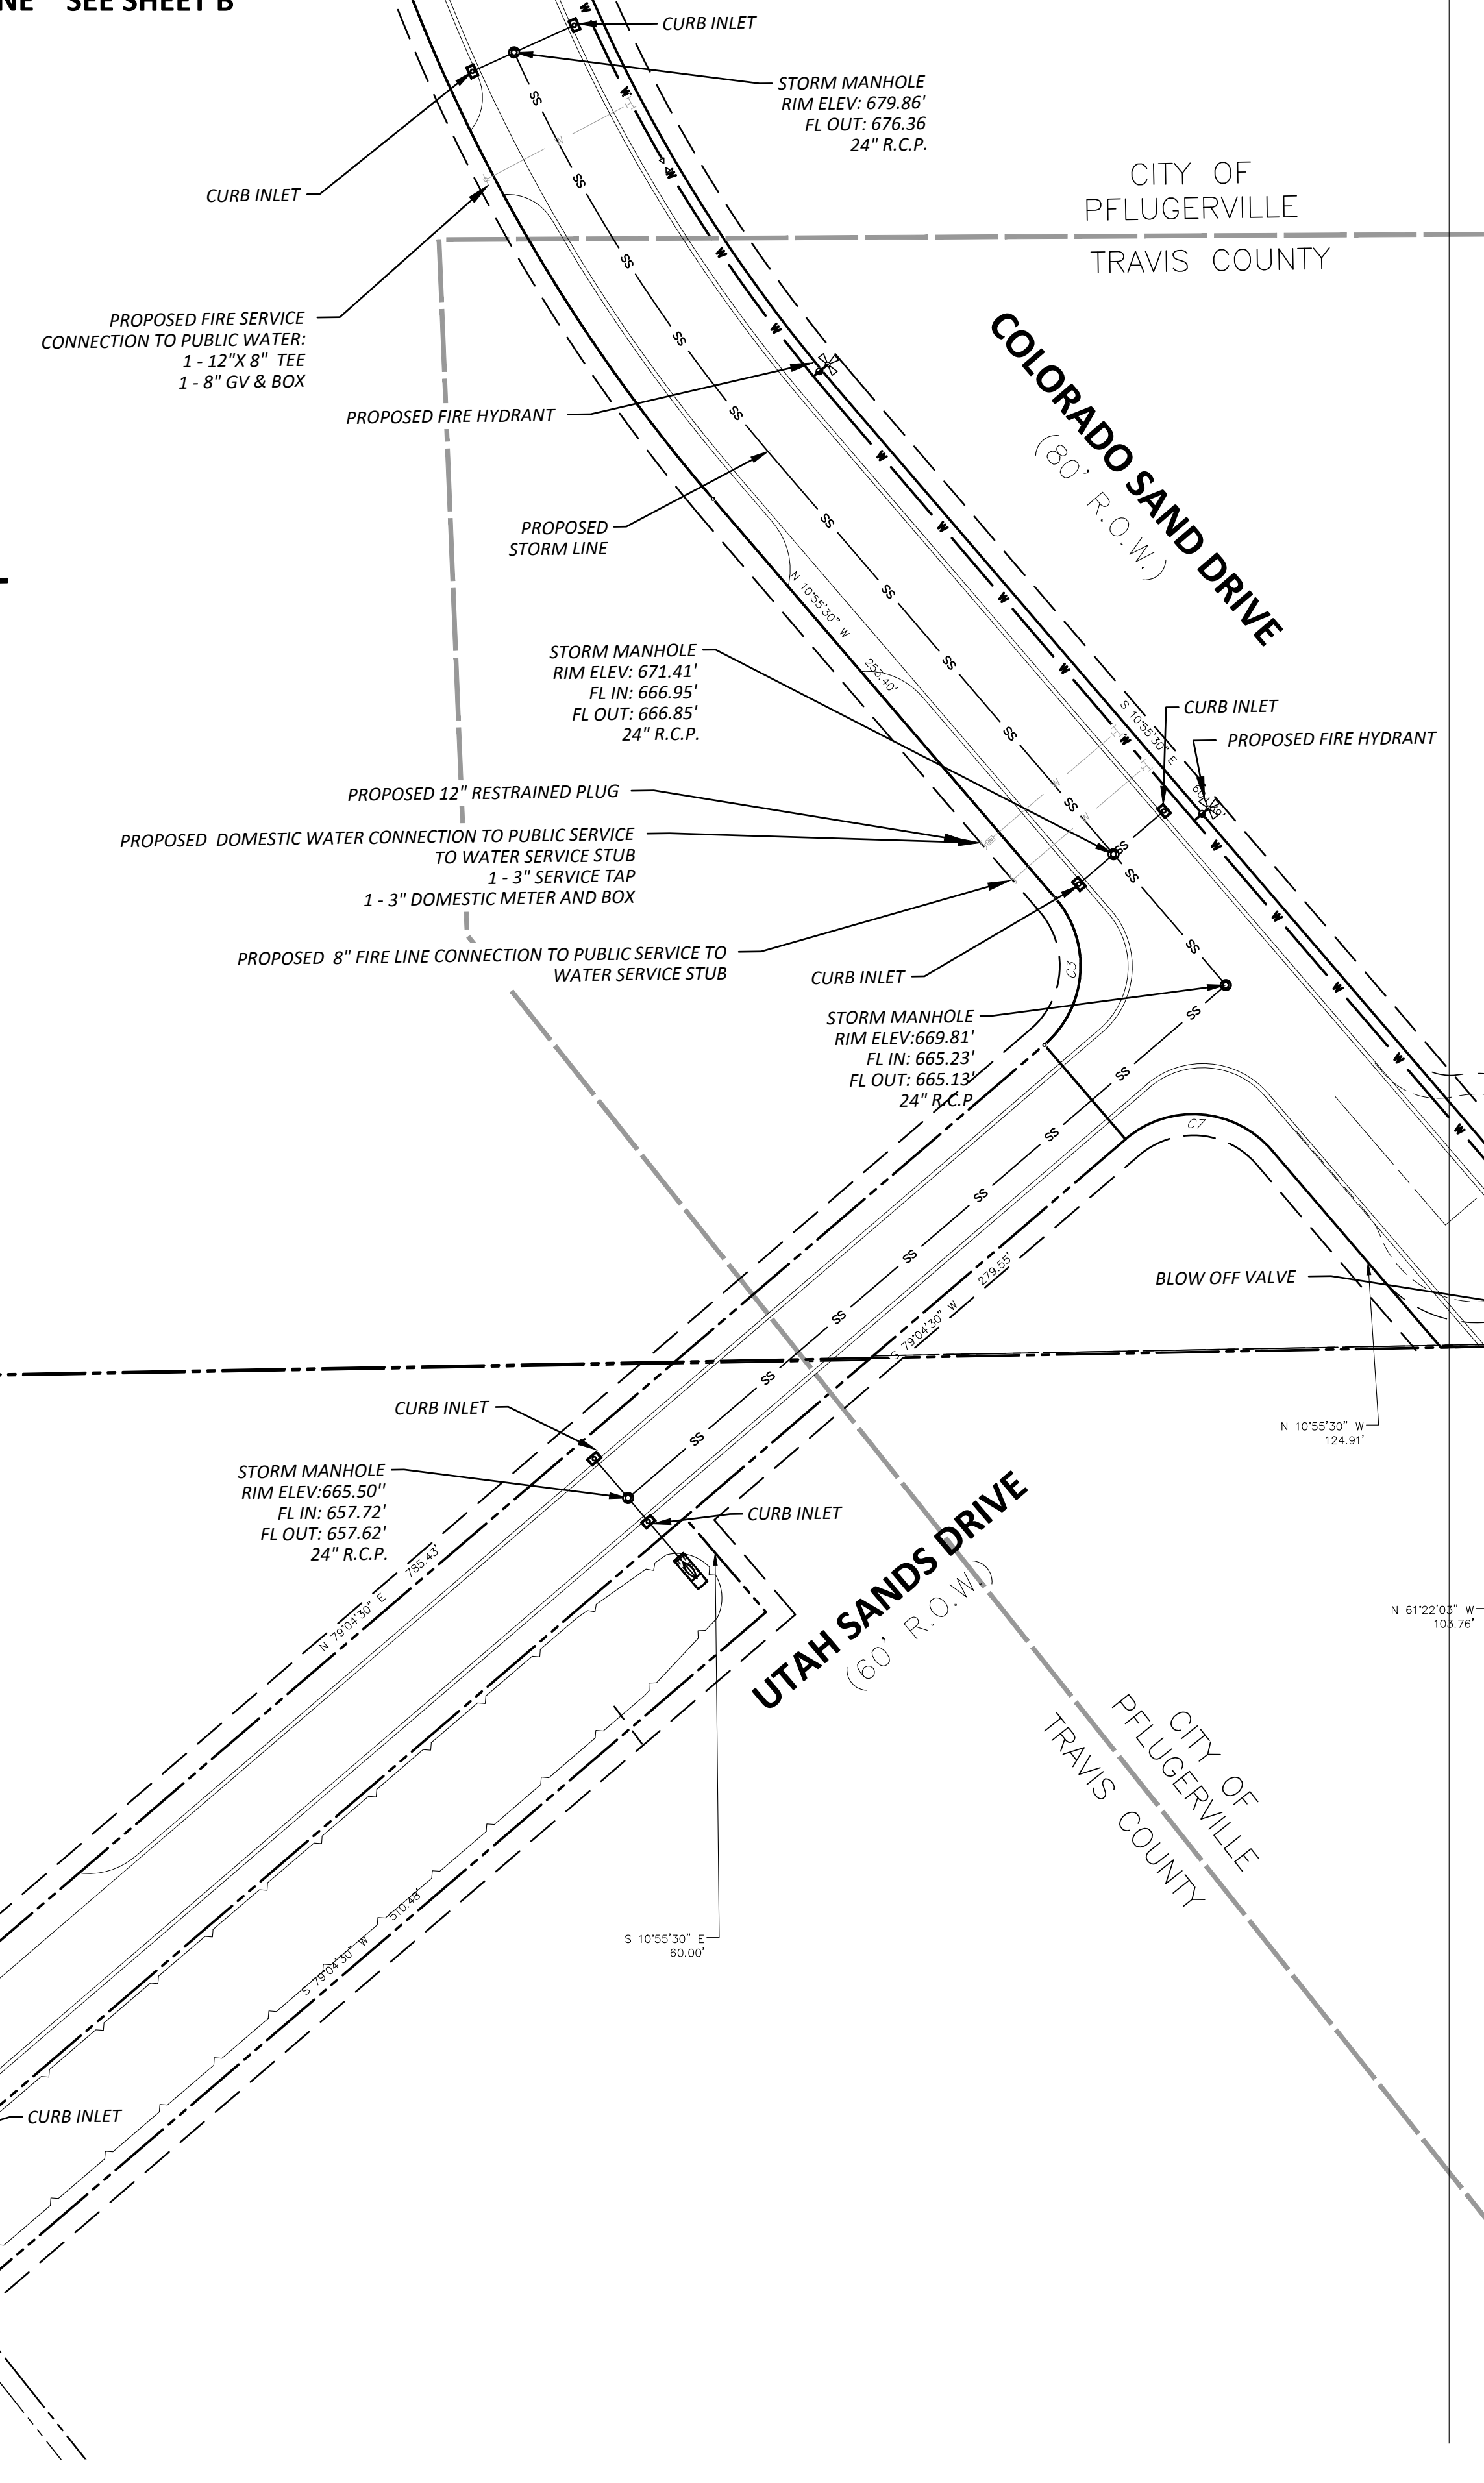 NE    SEE SHEET B
CURB INLET
STORM MANHOLE
RIM ELEV: 679.86'
FL OUT: 676.36
24" R.C.P.
CURB INLET
CITY OF
PFLUGERVILLE
TRAVIS COUNTY
PROPOSED FIRE SERVICE
CONNECTION TO PUBLIC WATER:
1 - 12"X 8" TEE
1 - 8" GV & BOX
PROPOSED FIRE HYDRANT
COLORADO SAND DRIVE
(80' R.O.W.)
PROPOSED
STORM LINE
N 10°55'30" W
253.40'
STORM MANHOLE
RIM ELEV: 671.41'
FL IN: 666.95'
FL OUT: 666.85'
24" R.C.P.
S 10°55'30" E
CURB INLET
PROPOSED FIRE HYDRANT
PROPOSED 12" RESTRAINED PLUG
PROPOSED DOMESTIC WATER CONNECTION TO PUBLIC SERVICE
TO WATER SERVICE STUB
1 - 3" SERVICE TAP
1 - 3" DOMESTIC METER AND BOX
PROPOSED 8" FIRE LINE CONNECTION TO PUBLIC SERVICE TO
WATER SERVICE STUB
CURB INLET
C3
STORM MANHOLE
RIM ELEV:669.81'
FL IN: 665.23'
FL OUT: 665.13'
24" R.C.P
C7
S 79°04'30" W
279.55'
BLOW OFF VALVE
CURB INLET
N 10°55'30" W
124.91'
STORM MANHOLE
RIM ELEV:665.50''
FL IN: 657.72'
FL OUT: 657.62'
24" R.C.P.
CURB INLET
UTAH SANDS DRIVE
(60' R.O.W.)
N 79°04'30" E
785.43'
N 61°22'03" W
103.76'
CITY OF
PFLUGERVILLE
TRAVIS COUNTY
S 79°04'30" W
510.48'
S 10°55'30" E
60.00'
CURB INLET